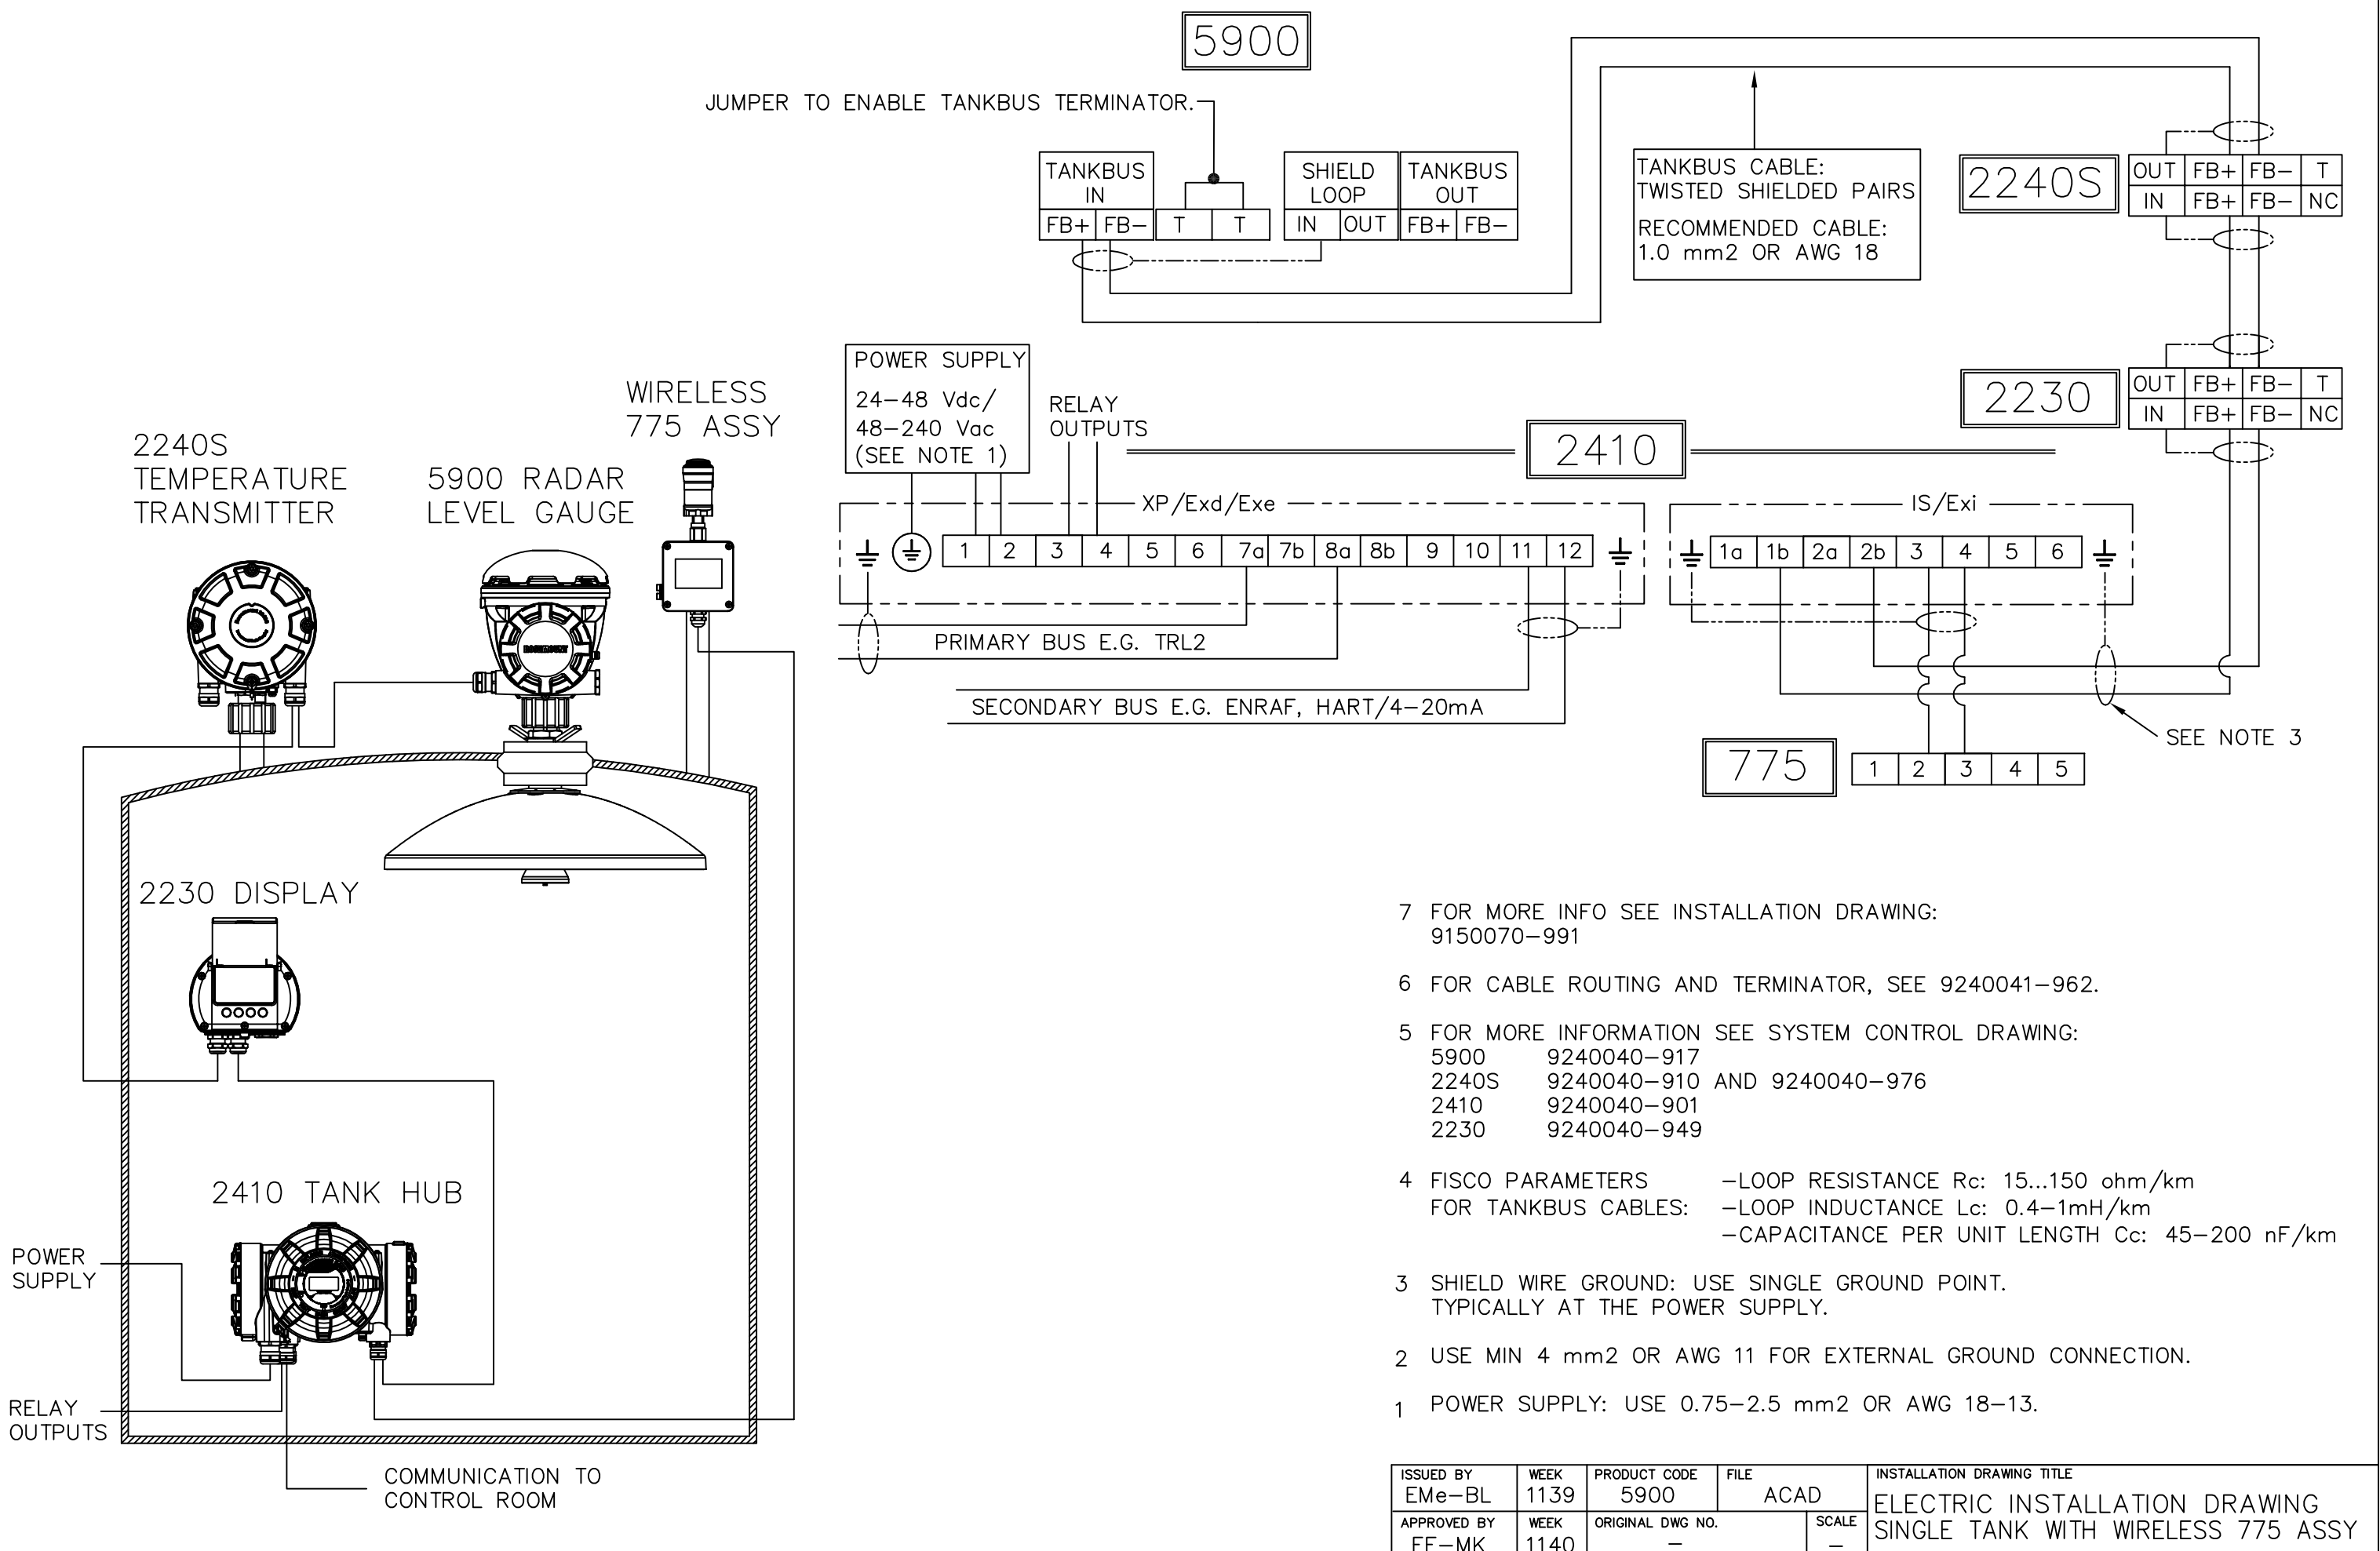 5900
JUMPER TO ENABLE TANKBUS TERMINATOR.
TANKBUS
IN
SHIELD
LOOP
TANKBUS
OUT
FB+ FB− T T IN OUT FB+ FB−
TANKBUS CABLE:
TWISTED SHIELDED PAIRS
RECOMMENDED CABLE:
1.0 mm2 OR AWG 18
2240S
OUT FB+ FB− T
IN FB+ FB− NC
2230
OUT FB+ FB− T
IN FB+ FB− NC
POWER SUPPLY
24−48 Vdc/
48−240 Vac
(SEE NOTE 1)
RELAY
OUTPUTS
2410
XP/Exd/Exe
1 2 3 4 5 6 7a 7b 8a 8b 9 10 11 12
PRIMARY BUS E.G. TRL2
SECONDARY BUS E.G. ENRAF, HART/4−20mA
IS/Exi
1a 1b 2a 2b 3 4 5 6
SEE NOTE 3
775
1 2 3 4 5
WIRELESS
775 ASSY
2240S
TEMPERATURE
TRANSMITTER
5900 RADAR
LEVEL GAUGE
ROSEMOUNT
2230 DISPLAY
2410 TANK HUB
POWER
SUPPLY
RELAY
OUTPUTS
COMMUNICATION TO
CONTROL ROOM
7 FOR MORE INFO SEE INSTALLATION DRAWING:
9150070−991
6 FOR CABLE ROUTING AND TERMINATOR, SEE 9240041−962.
5 FOR MORE INFORMATION SEE SYSTEM CONTROL DRAWING:
5900 9240040−917
2240S 9240040−910 AND 9240040−976
2410 9240040−901
2230 9240040−949
4 FISCO PARAMETERS −LOOP RESISTANCE Rc: 15...150 ohm/km
FOR TANKBUS CABLES: −LOOP INDUCTANCE Lc: 0.4−1mH/km
−CAPACITANCE PER UNIT LENGTH Cc: 45−200 nF/km
3 SHIELD WIRE GROUND: USE SINGLE GROUND POINT.
TYPICALLY AT THE POWER SUPPLY.
2 USE MIN 4 mm2 OR AWG 11 FOR EXTERNAL GROUND CONNECTION.
1 POWER SUPPLY: USE 0.75−2.5 mm2 OR AWG 18−13.
ISSUED BY WEEK PRODUCT CODE FILE INSTALLATION DRAWING TITLE
EMe−BL 1139 5900 ACAD
ELECTRIC INSTALLATION DRAWING
SINGLE TANK WITH WIRELESS 775 ASSY
APPROVED BY WEEK ORIGINAL DWG NO. SCALE
1140 − −